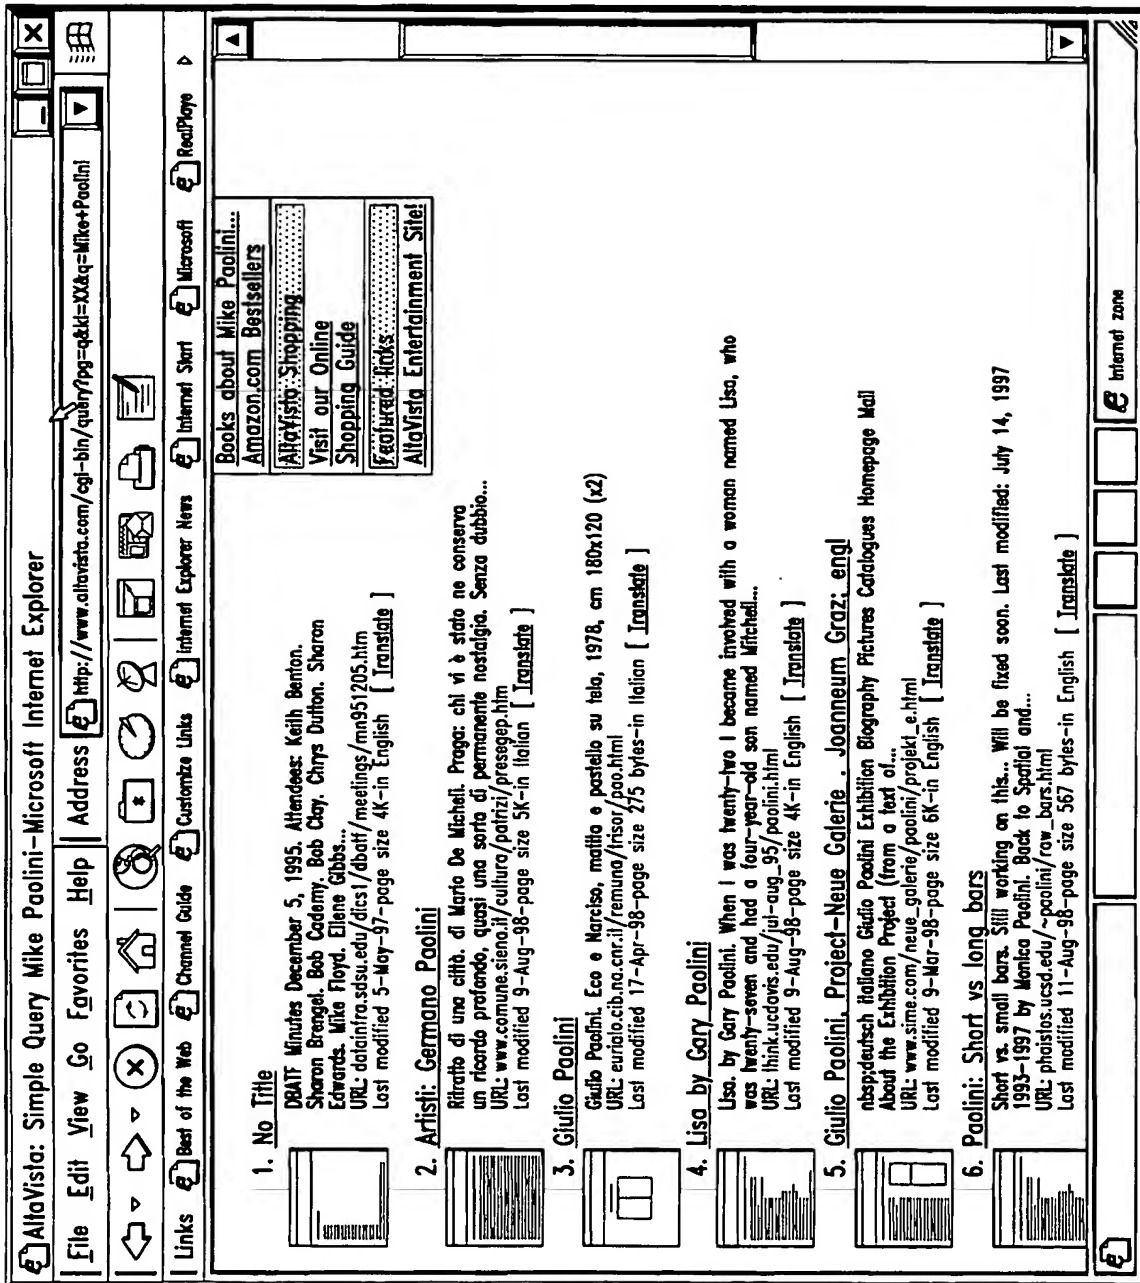 AltaVista: Simple Query Mike Paolini-Microsoft Internet Explorer
File Edit View Go Favorites Help Address http://www.altavista.com/cgi-bin/query?pg=q&kl=XX&q=Mike+Paolini
Links Best of the Web Channel Guide Customize Links Internet Explorer News Internet Start Microsoft RealPlaye
Books about Mike Paolini...
Amazon.com Bestsellers
AltaVista Shopping
Visit our Online
Shopping Guide
Featured links
AltaVista Entertainment Site!
1. No Title
DBATF Minutes December 5, 1995. Attendees: Keith Benton.
Sharon Brengel. Bob Cademy. Bob Clay. Chrys Dutton. Sharon
Edwards. Mike Floyd. Ellene Gibbs...
URL: datainfra.sdsu.edu/dics1/dbatf/meetings/mn951205.htm
Last modified 5-May-97-page size 4K-in English [ Translate ]
2. Artisti: Germano Paolini
Ritratto di una città. di Mario De Micheli. Praga: chi vi è stato ne conserva
un ricordo profondo, quasi una sorta di permanente nostalgia. Senza dubbio...
URL: www.comune.siena.it/cultura/patrizi/presegep.htm
Last modified 9-Aug-98-page size 5K-in Italian [ Translate ]
3. Giulio Paolini
Giulio Paolini. Eco e Narciso, matita e pastello su tela, 1978, cm 180x120 (x2)
URL: eurialo.cib.na.cnr.it/remuna/trisor/pao.html
Last modified 17-Apr-98-page size 275 bytes-in Italian [ Translate ]
4. Lisa by Gary Paolini
Lisa. by Gary Paolini. When I was twenty-two I became involved with a woman named Lisa, who
was twenty-seven and had a four-year-old son named Mitchell...
URL: think.ucdavis.edu/jul-aug_95/paolini.html
Last modified 9-Aug-98-page size 4K-in English [ Translate ]
5. Giulio Paolini, Project-Neue Galerie . Joanneum Graz; engl
nbsp;deutsch Italiano Giulio Paolini Exhibition Biography Pictures Catalogues Homepage Mail
About the Exhibition Project (from a text of...
URL: www.sime.com/neue_galerie/paolini/projekt_e.html
Last modified 9-Mar-98-page size 6K-in English [ Translate ]
6. Paolini: Short vs long bars
Short vs. small bars. Still working on this... Will be fixed soon. Last modified: July 14, 1997
1993-1997 by Monica Paolini. Back to Spatial and...
URL: phaistos.ucsd.edu/~paolini/raw_bars.html
Last modified 11-Aug-98-page size 567 bytes-in English [ Translate ]
Internet zone